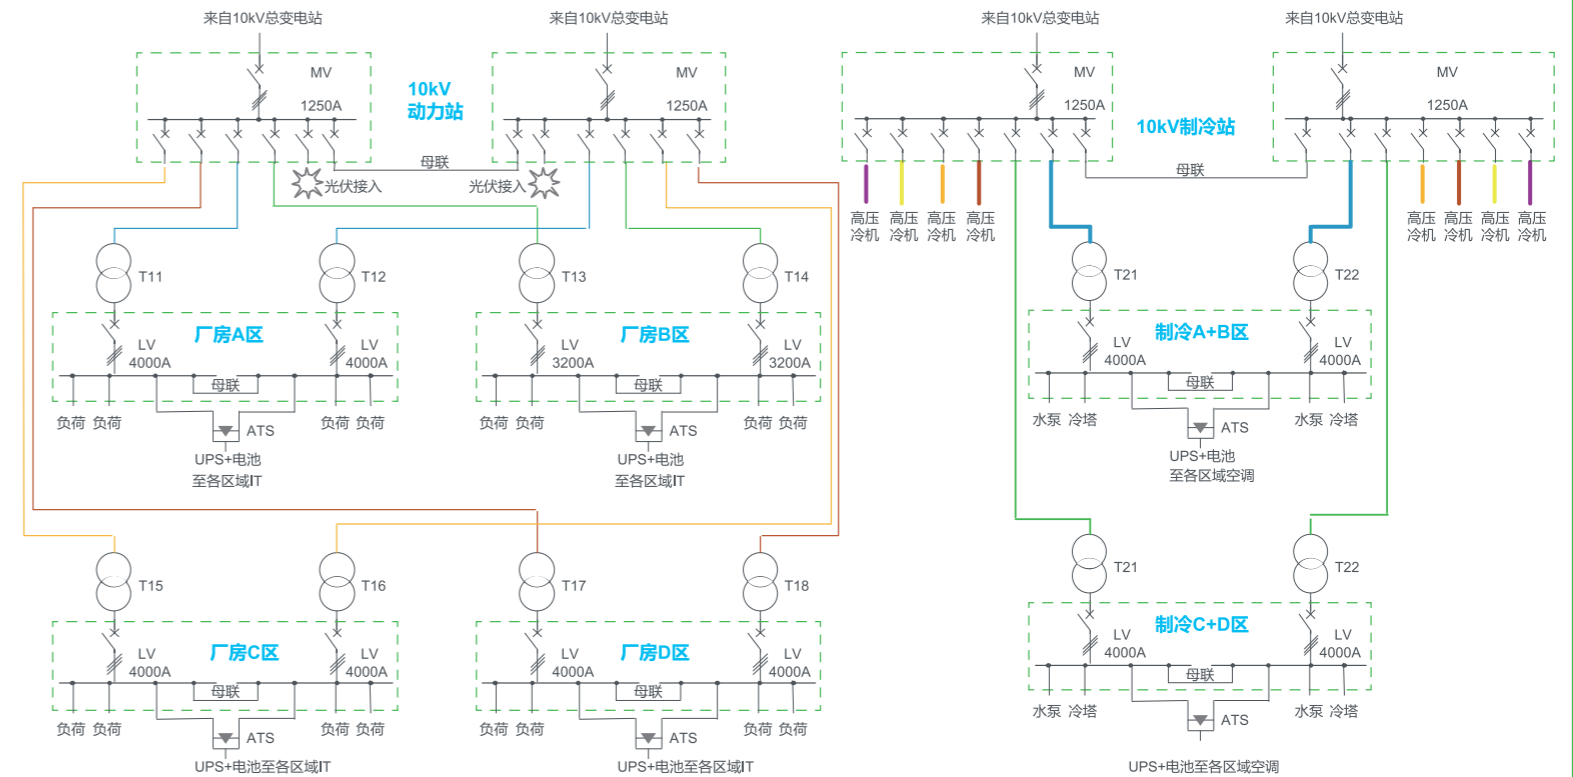 来自10kV总变电站
来自10kV总变电站
来自10kV总变电站
来自10kV总变电站
MV
1250A
10kV
动力站
MV
1250A
MV
1250A
10kV制冷站
MV
1250A
母联
母联
光伏接入
光伏接入
高压
冷机
高压
冷机
高压
冷机
高压
冷机
高压
冷机
高压
冷机
高压
冷机
高压
冷机
T11
T12
T13
T14
T21
T22
厂房A区
LV
4000A
LV
4000A
母联
厂房B区
LV
3200A
LV
3200A
母联
制冷A+B区
LV
4000A
LV
4000A
母联
负荷 负荷
ATS
负荷 负荷
负荷 负荷
ATS
负荷 负荷
水泵 冷塔
ATS
水泵 冷塔
UPS+电池
至各区域IT
UPS+电池
至各区域IT
UPS+电池
至各区域空调
T15
T16
T17
T18
T21
T22
厂房C区
LV
4000A
LV
4000A
母联
厂房D区
LV
4000A
LV
4000A
母联
制冷C+D区
LV
4000A
LV
4000A
母联
负荷 负荷
ATS
负荷 负荷
负荷 负荷
ATS
负荷 负荷
水泵 冷塔
ATS
水泵 冷塔
UPS+电池至各区域IT
UPS+电池至各区域IT
UPS+电池至各区域空调